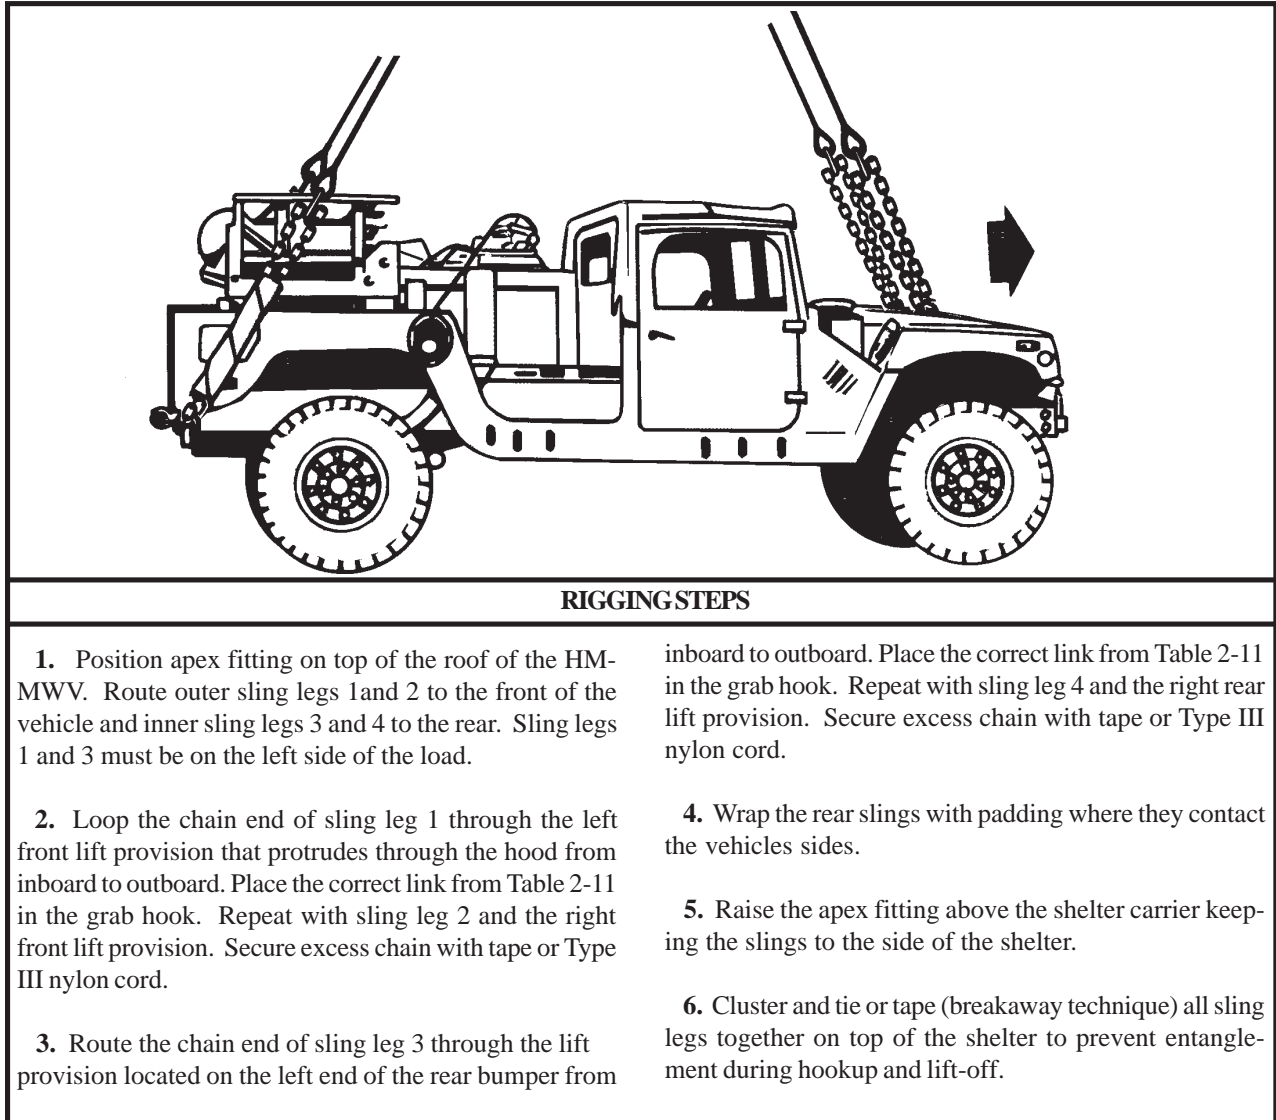 RIGGING STEPS
1. Position apex fitting on top of the roof of the HM-
MWV. Route outer sling legs 1and 2 to the front of the
vehicle and inner sling legs 3 and 4 to the rear. Sling legs
1 and 3 must be on the left side of the load.
2. Loop the chain end of sling leg 1 through the left
front lift provision that protrudes through the hood from
inboard to outboard. Place the correct link from Table 2-11
in the grab hook. Repeat with sling leg 2 and the right
front lift provision. Secure excess chain with tape or Type
III nylon cord.
3. Route the chain end of sling leg 3 through the lift
provision located on the left end of the rear bumper from
inboard to outboard. Place the correct link from Table 2-11
in the grab hook. Repeat with sling leg 4 and the right rear
lift provision. Secure excess chain with tape or Type III
nylon cord.
4. Wrap the rear slings with padding where they contact
the vehicles sides.
5. Raise the apex fitting above the shelter carrier keep-
ing the slings to the side of the shelter.
6. Cluster and tie or tape (breakaway technique) all sling
legs together on top of the shelter to prevent entangle-
ment during hookup and lift-off.